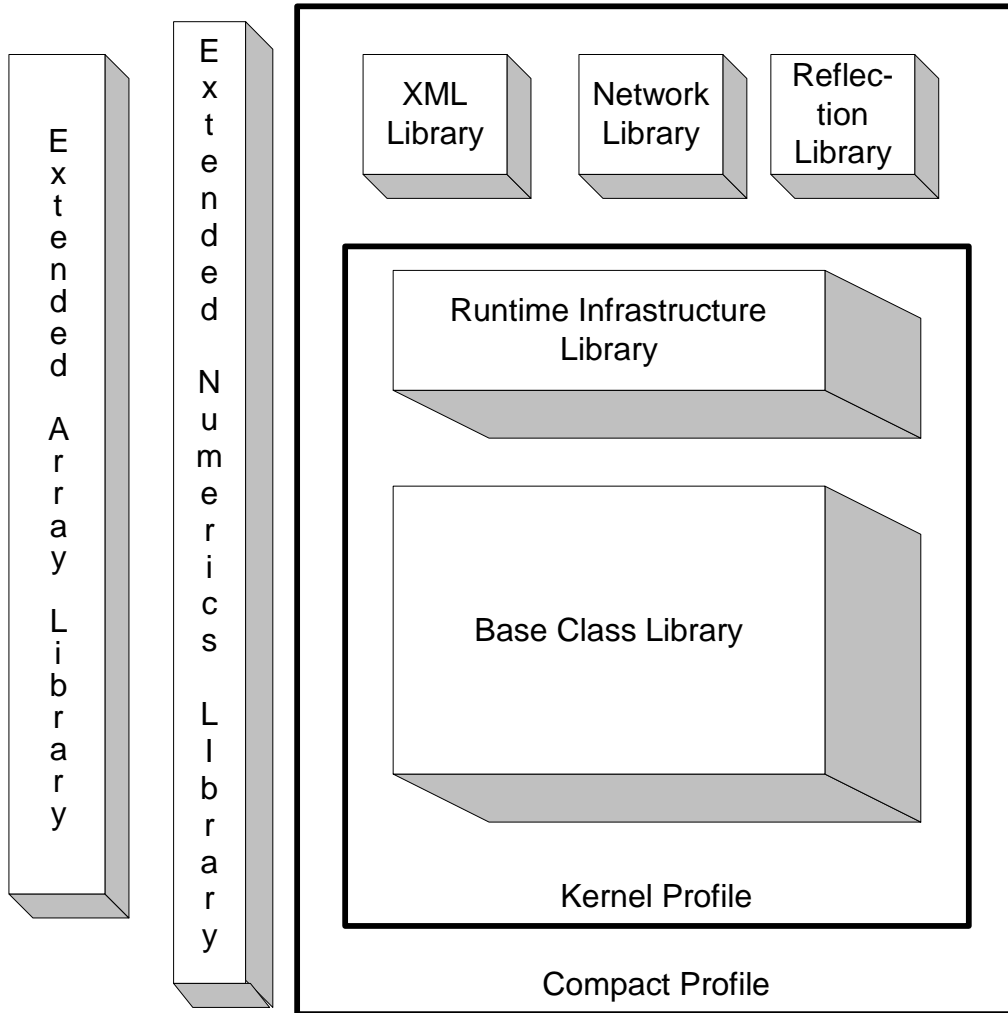 Extended Array Library
Extended Numerics LIbrary
XML
Library
Network
Library
Reflec-
tion
Library
Runtime Infrastructure
Library
Base Class Library
Kernel Profile
Compact Profile